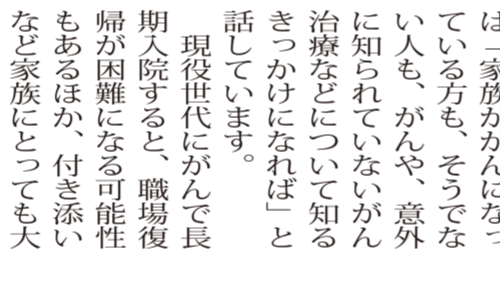 は「家族ががんになっ
ている方も、そうでな
い人も、がんや、意外
に知られていないがん
治療などについて知る
きっかけになれば」と
話しています。
現役世代にがんで長
期入院すると、職場復
帰が困難になる可能性
もあるほか、付き添い
など家族にとっても大